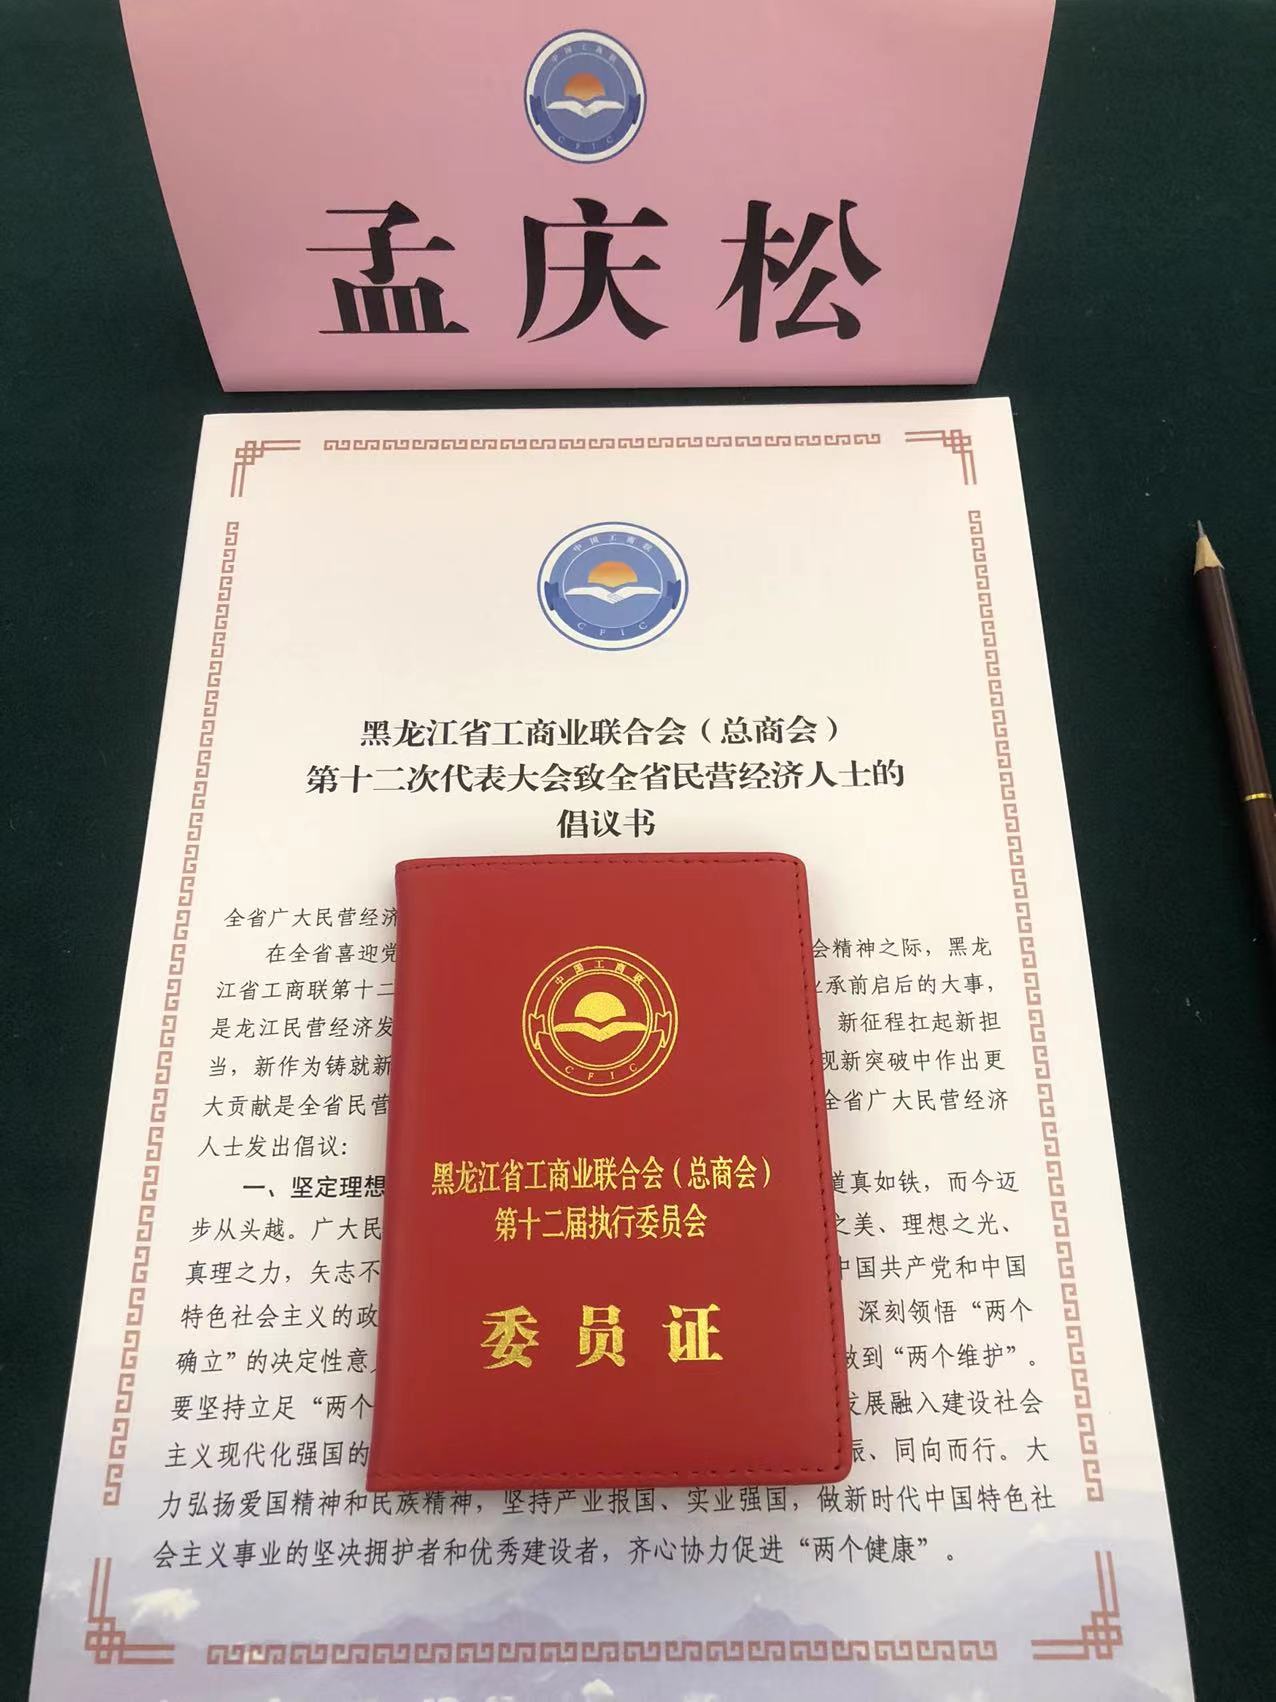 中国工商联
CFIC
孟庆松
中国工商联
CFIC
黑龙江省工商业联合会（总商会）
第十二次代表大会致全省民营经济人士的
倡议书
全省广大民营经济
在全省喜迎党 会精神之际，黑龙
江省工商联第十二 业承前启后的大事，
是龙江民营经济发 新征程扛起新担
当，新作为铸就新 现新突破中作出更
大贡献是全省民营 全省广大民营经济
人士发出倡议：
一、坚定理想 道真如铁，而今迈
步从头越。广大民 之美、理想之光、
真理之力，矢志不 中国共产党和中国
特色社会主义的政 深刻领悟“两个
确立”的决定性意 做到“两个维护”。
要坚持立足“两个 发展融入建设社会
主义现代化强国的 振、同向而行。大
力弘扬爱国精神和民族精神，坚持产业报国、实业强国，做新时代中国特色社
会主义事业的坚决拥护者和优秀建设者，齐心协力促进“两个健康”。
中国工商联
CFIC
黑龙江省工商业联合会（总商会）
第十二届执行委员会
委员证